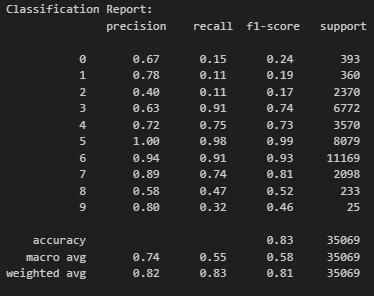 Classification Report:
precision recall f1-score support
0 0.67 0.15 0.24 393
1 0.78 0.11 0.19 360
2 0.40 0.11 0.17 2370
3 0.63 0.91 0.74 6772
4 0.72 0.75 0.73 3570
5 1.00 0.98 0.99 8079
6 0.94 0.91 0.93 11169
7 0.89 0.74 0.81 2098
8 0.58 0.47 0.52 233
9 0.80 0.32 0.46 25
accuracy 0.83 35069
macro avg 0.74 0.55 0.58 35069
weighted avg 0.82 0.83 0.81 35069